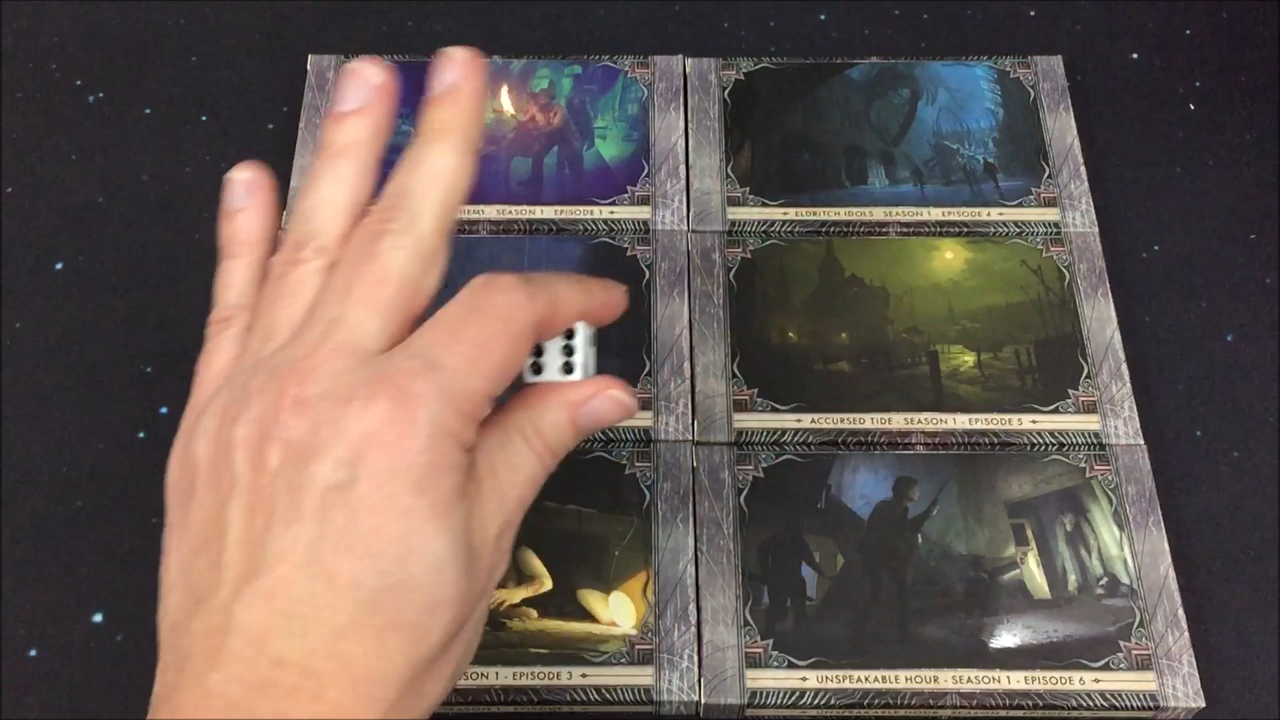 SEASON 1 EPISODE 1
ELDRITCH IDOLS - SEASON 1 - EPISODE 4
ACCURSED TIDE - SEASON 1 - EPISODE 5
SON 1 - EPISODE 3
UNSPEAKABLE HOUR - SEASON 1 - EPISODE 6